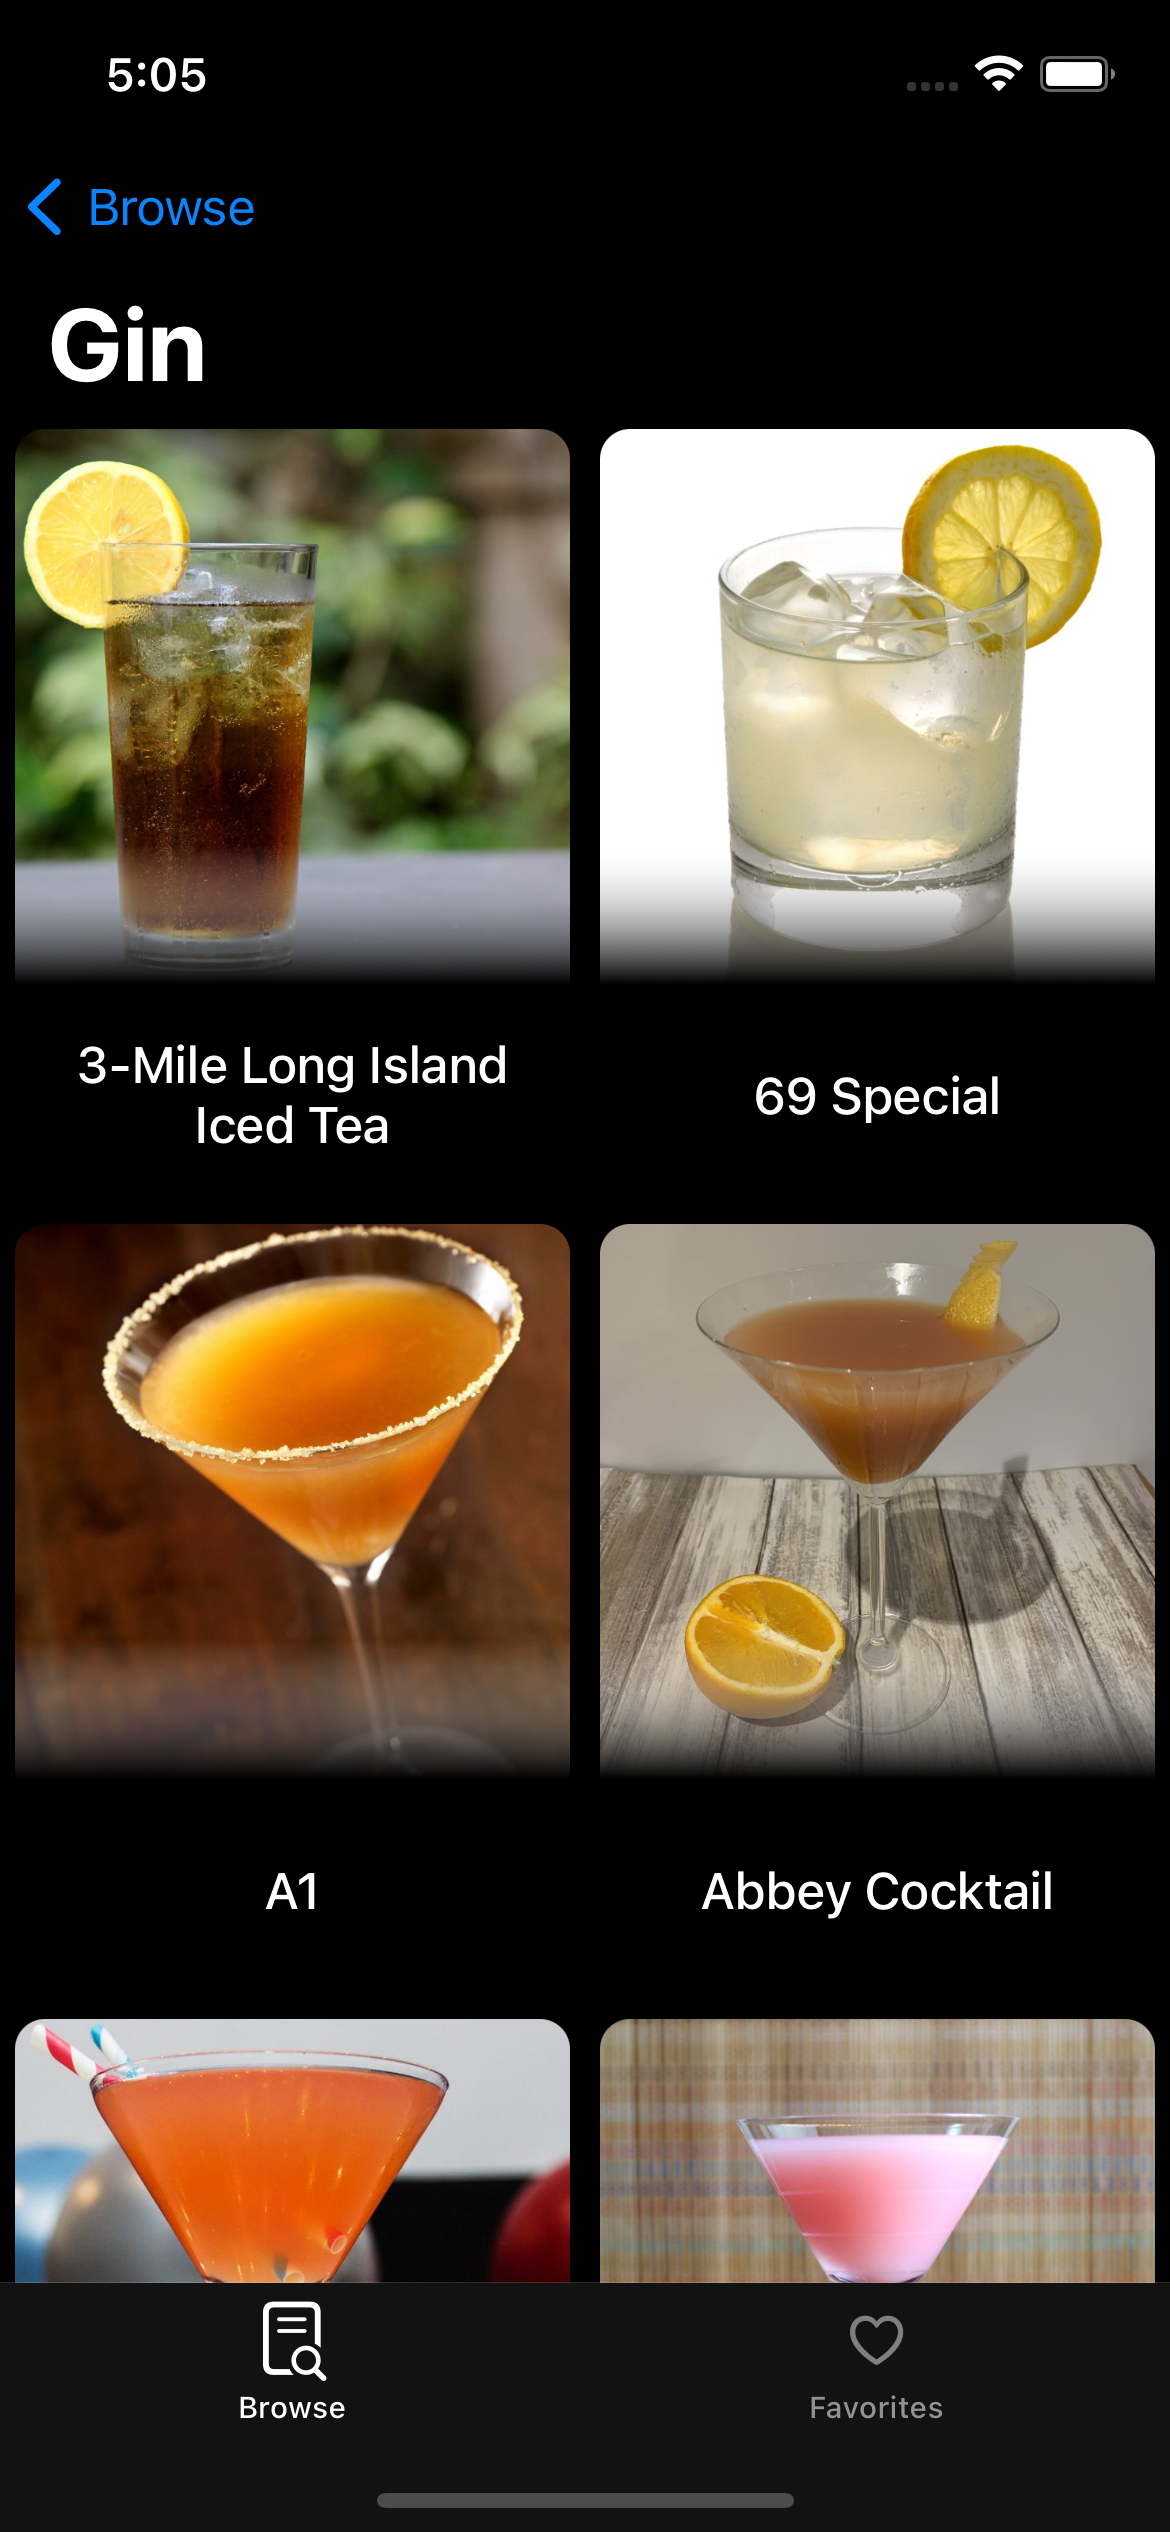 5:05
Browse
Gin
3-Mile Long Island
Iced Tea
69 Special
A1
Abbey Cocktail
Browse
Favorites